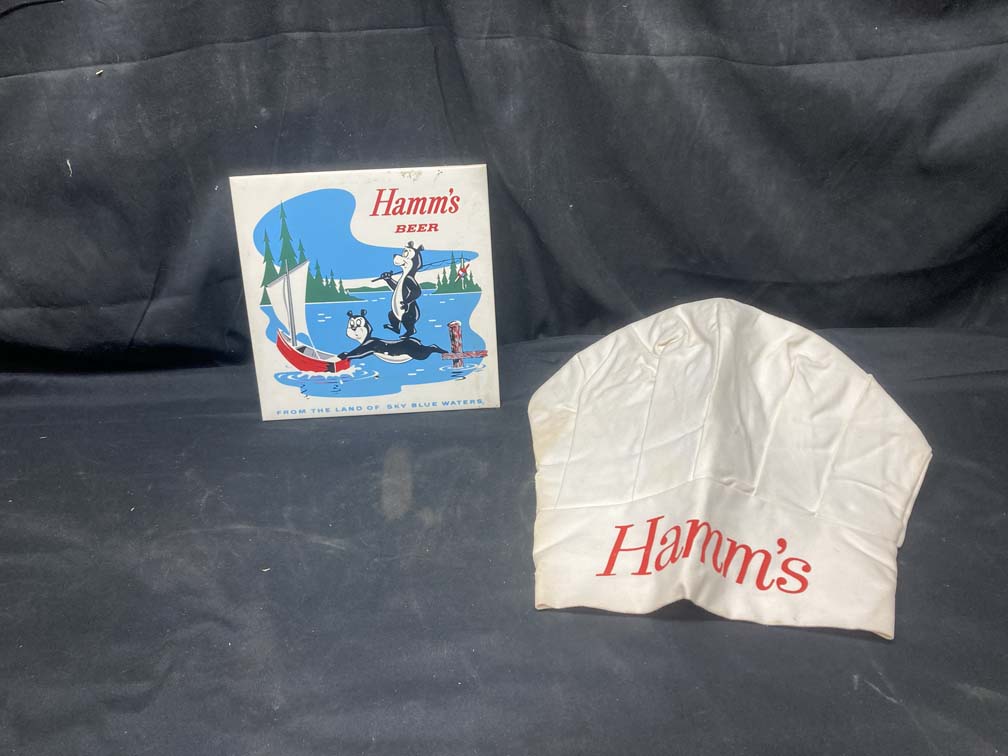 Hamm's
BEER
FROM THE LAND OF SKY BLUE WATERS
Hamm's